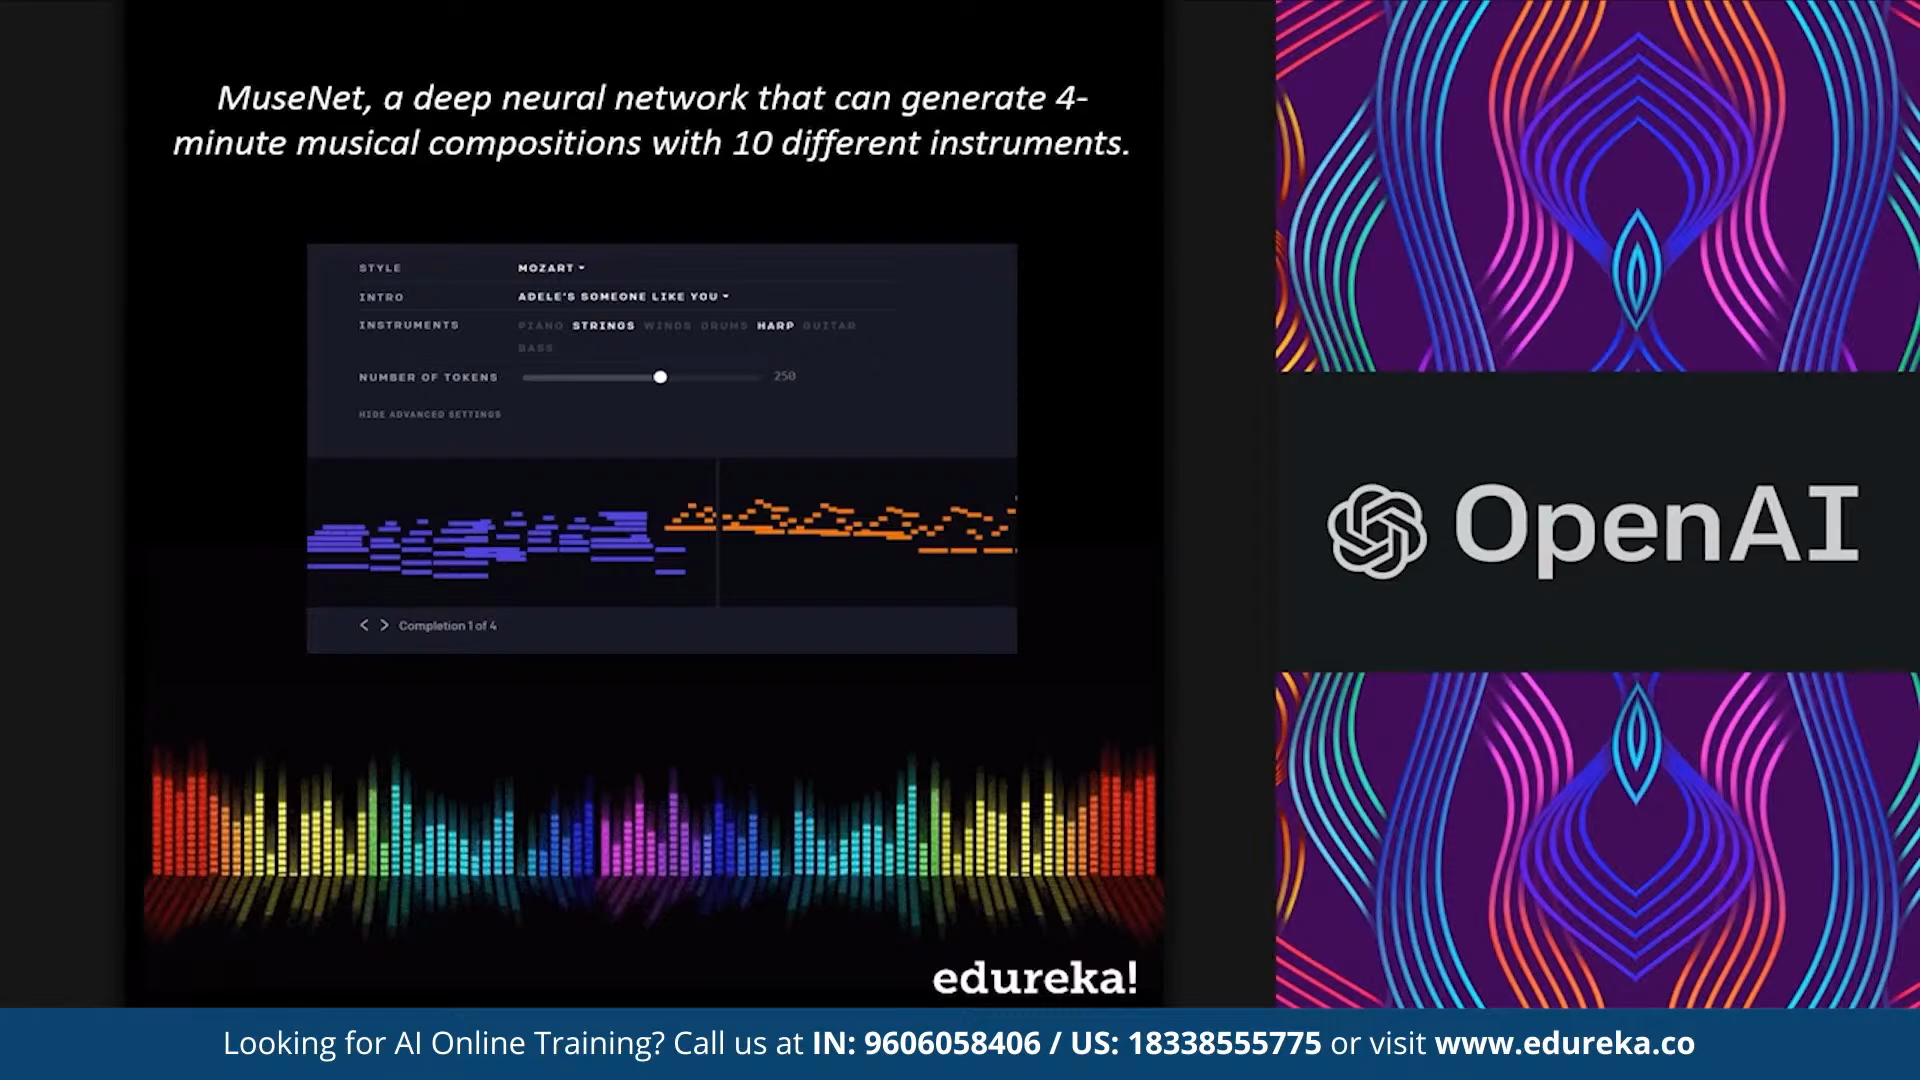 MuseNet, a deep neural network that can generate 4-
minute musical compositions with 10 different instruments.
STYLE MOZART
INTRO ADELE'S SOMEONE LIKE YOU
INSTRUMENTS PIANO STRINGS WINDS DRUMS HARP GUITAR
BASS
NUMBER OF TOKENS 250
HIDE ADVANCED SETTINGS
< > Completion 1 of 4
OpenAI
edureka!
Looking for AI Online Training? Call us at IN: 9606058406 / US: 18338555775 or visit www.edureka.co